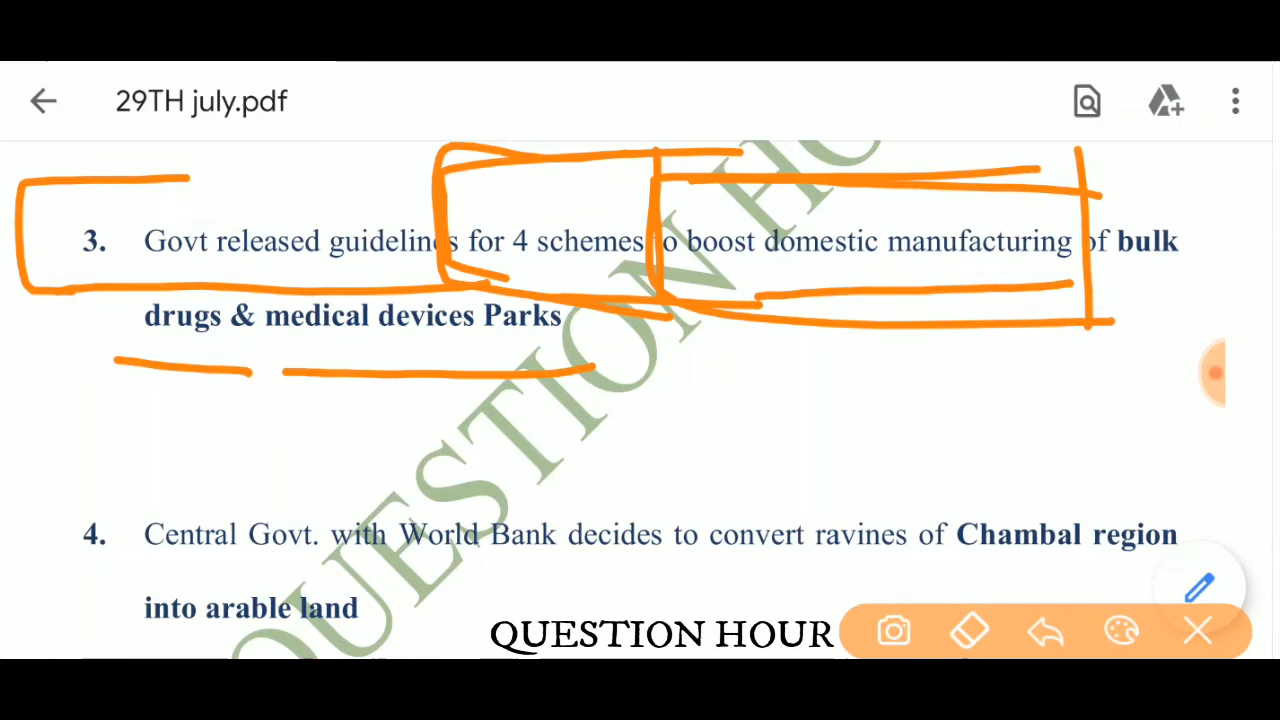 29TH july.pdf
3. Govt released guidelines for 4 schemes to boost domestic manufacturing of bulk
drugs & medical devices Parks
4. Central Govt. with World Bank decides to convert ravines of Chambal region
into arable land
QUESTION HOUR
QUESTION HO